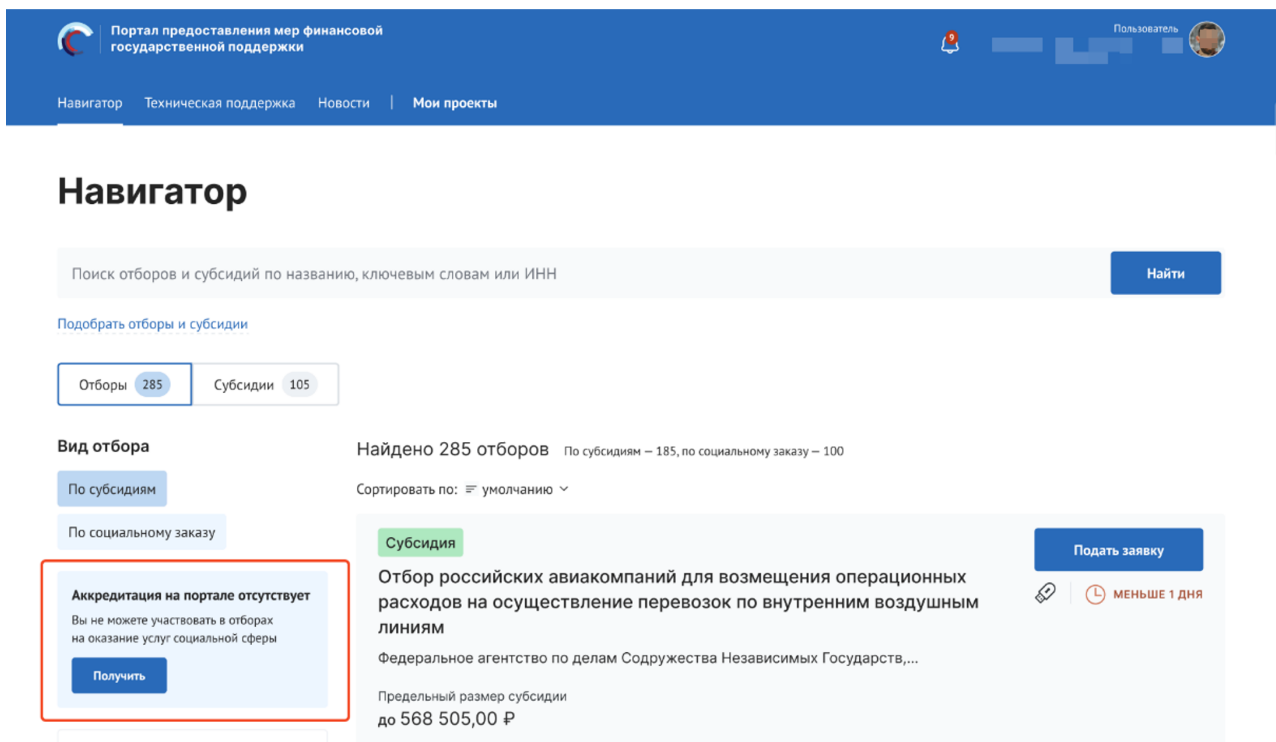 Портал предоставления мер финансовой
государственной поддержки
9
Пользователь
Навигатор Техническая поддержка Новости | Мои проекты
Навигатор
Поиск отборов и субсидий по названию, ключевым словам или ИНН
Найти
Подобрать отборы и субсидии
Отборы 285 Субсидии 105
Вид отбора
По субсидиям
По социальному заказу
Аккредитация на портале отсутствует
Вы не можете участвовать в отборах
на оказание услуг социальной сферы
Получить
Найдено 285 отборов По субсидиям — 185, по социальному заказу — 100
Сортировать по: умолчанию
Субсидия
Отбор российских авиакомпаний для возмещения операционных
расходов на осуществление перевозок по внутренним воздушным
линиям
Федеральное агентство по делам Содружества Независимых Государств,...
Предельный размер субсидии
до 568 505,00 ₽
Подать заявку
МЕНЬШЕ 1 ДНЯ